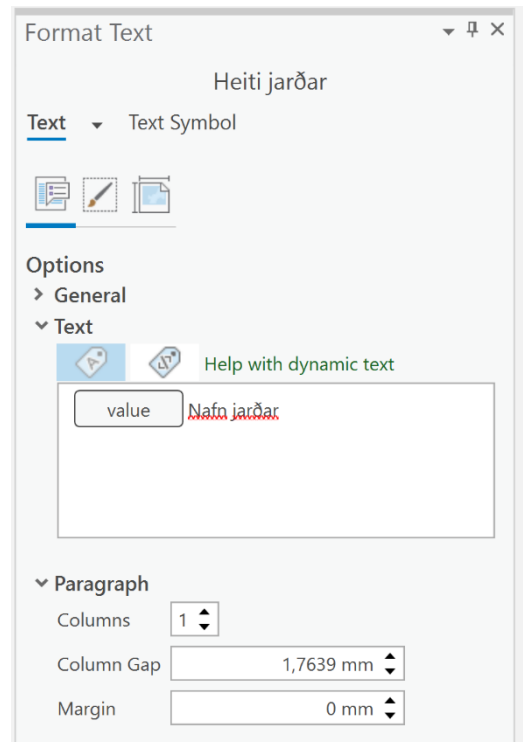 Format Text
Heiti jarðar
Text Text Symbol
Options
General
Text
Help with dynamic text
value Nafn jarðar
Paragraph
Columns 1
Column Gap 1,7639 mm
Margin 0 mm